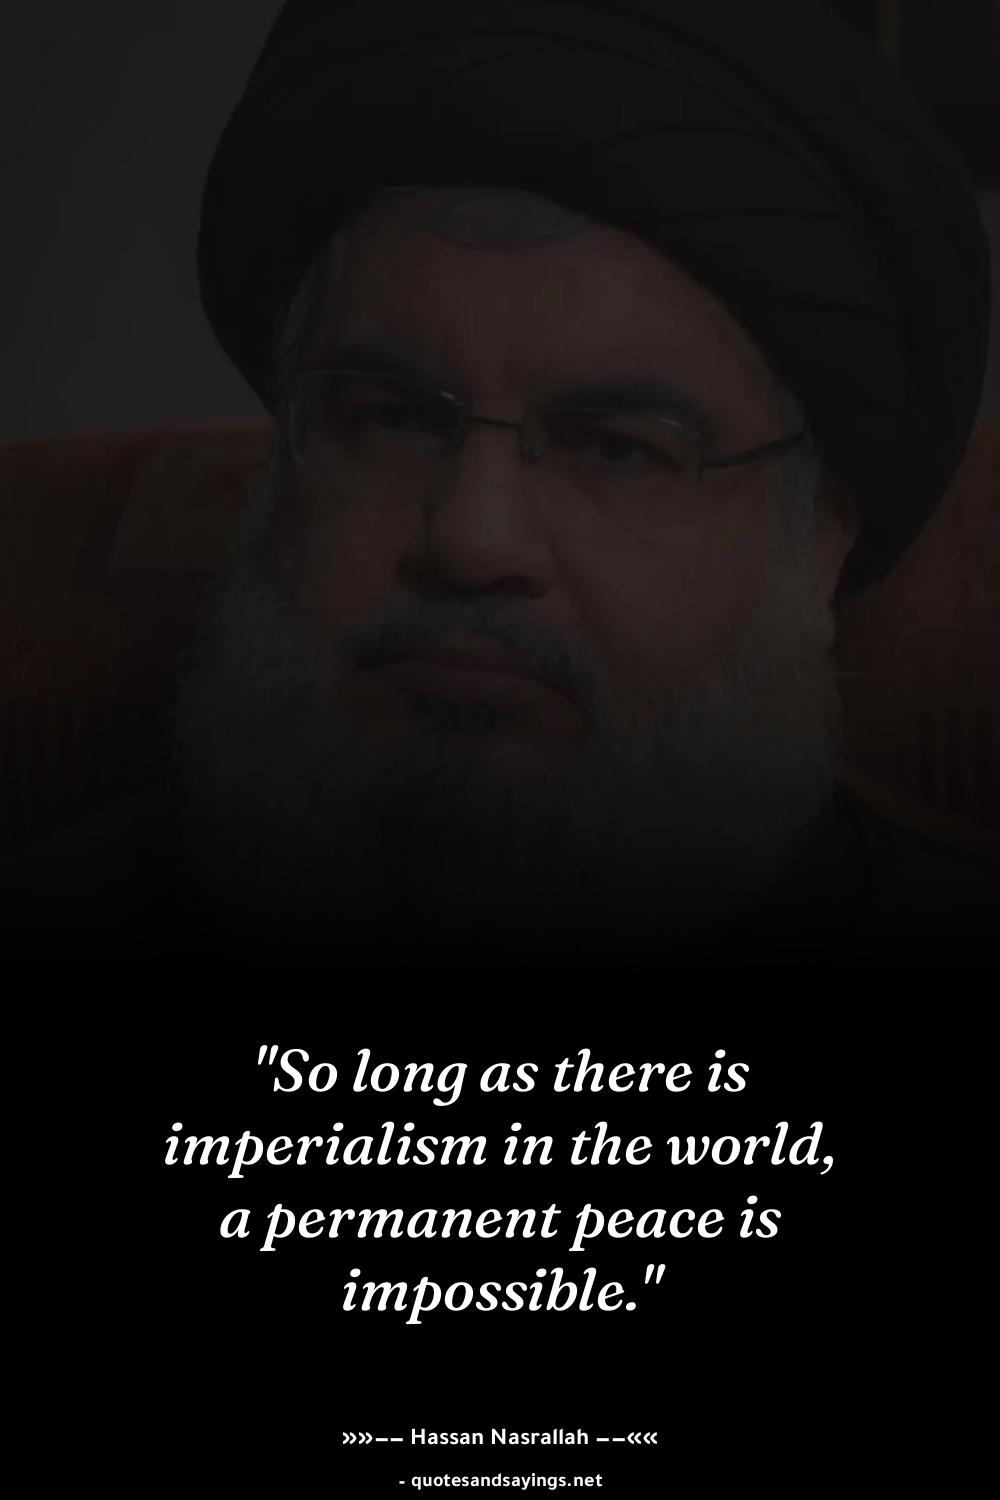 "So long as there is
imperialism in the world,
a permanent peace is
impossible."
»»−− Hassan Nasrallah −−««
- quotesandsayings.net